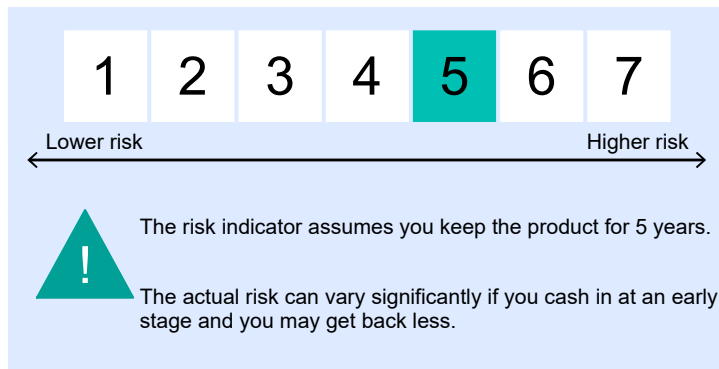 1 2 3 4 5 6 7
Lower risk Higher risk
!
The risk indicator assumes you keep the product for 5 years.
The actual risk can vary significantly if you cash in at an early
stage and you may get back less.